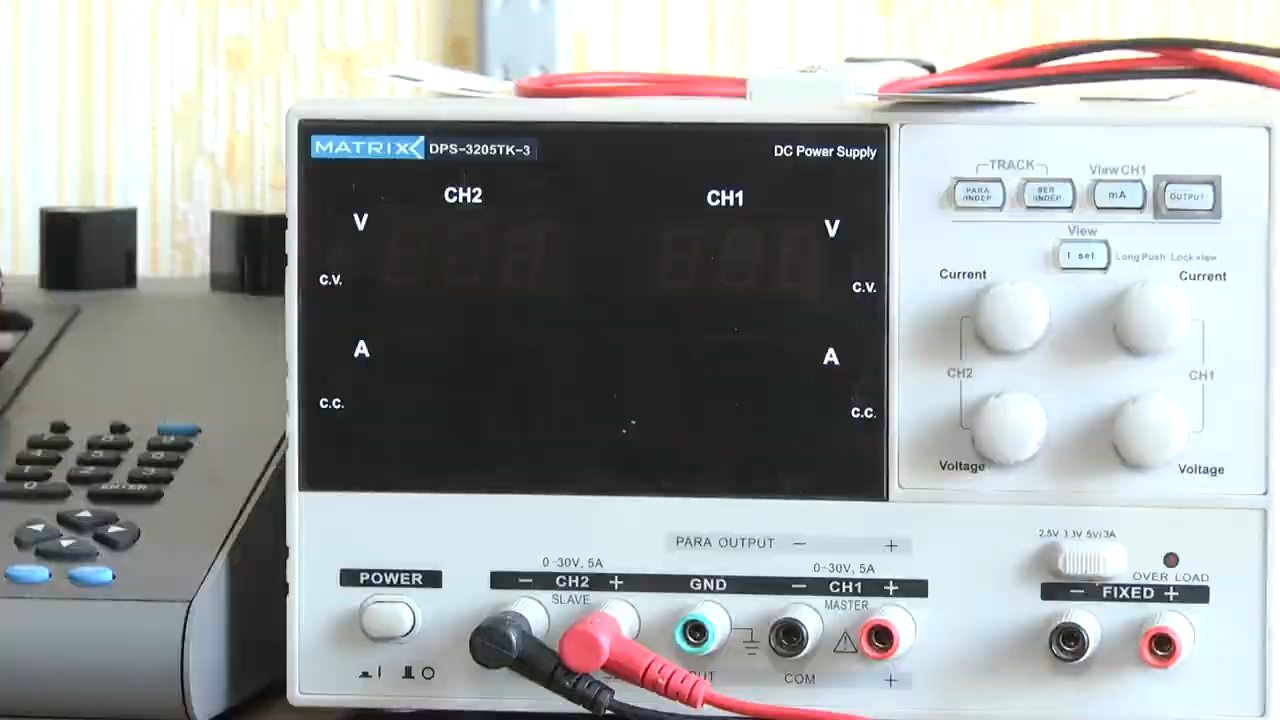 MATRIX DPS-3205TK-3
DC Power Supply
CH2
CH1
V
V
C.V.
C.V.
A
A
C.C.
C.C.
TRACK
View CH1
PARA
/INDEP
SER
/INDEP
mA
OUTPUT
View
I set
Long Push: Lock view
Current
Current
CH2
CH1
Voltage
Voltage
PARA OUTPUT − +
0-30V, 5A
0-30V, 5A
POWER
− CH2 +
GND
− CH1 +
SLAVE
MASTER
COM
+
2.5V 3.3V 5V/3A
OVER LOAD
− FIXED +
0
ENTER